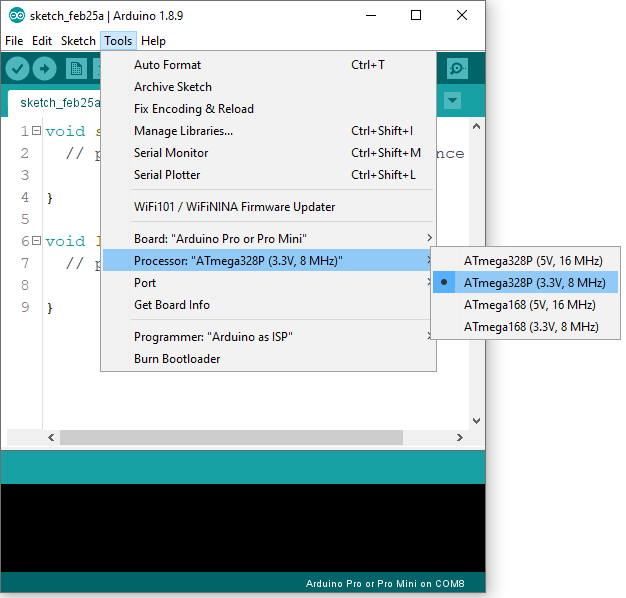 sketch_feb25a | Arduino 1.8.9
File Edit Sketch Tools Help
sketch_feb25a
Auto Format Ctrl+T
Archive Sketch
Fix Encoding & Reload
Manage Libraries... Ctrl+Shift+I
Serial Monitor Ctrl+Shift+M
Serial Plotter Ctrl+Shift+L
WiFi101 / WiFiNINA Firmware Updater
Board: "Arduino Pro or Pro Mini"
Processor: "ATmega328P (3.3V, 8 MHz)"
Port
Get Board Info
Programmer: "Arduino as ISP"
Burn Bootloader
ATmega328P (5V, 16 MHz)
ATmega328P (3.3V, 8 MHz)
ATmega168 (5V, 16 MHz)
ATmega168 (3.3V, 8 MHz)
1 void s
2 // p nce
3
4 }
5
6 void l
7 // p
8
9 }
Arduino Pro or Pro Mini on COM8